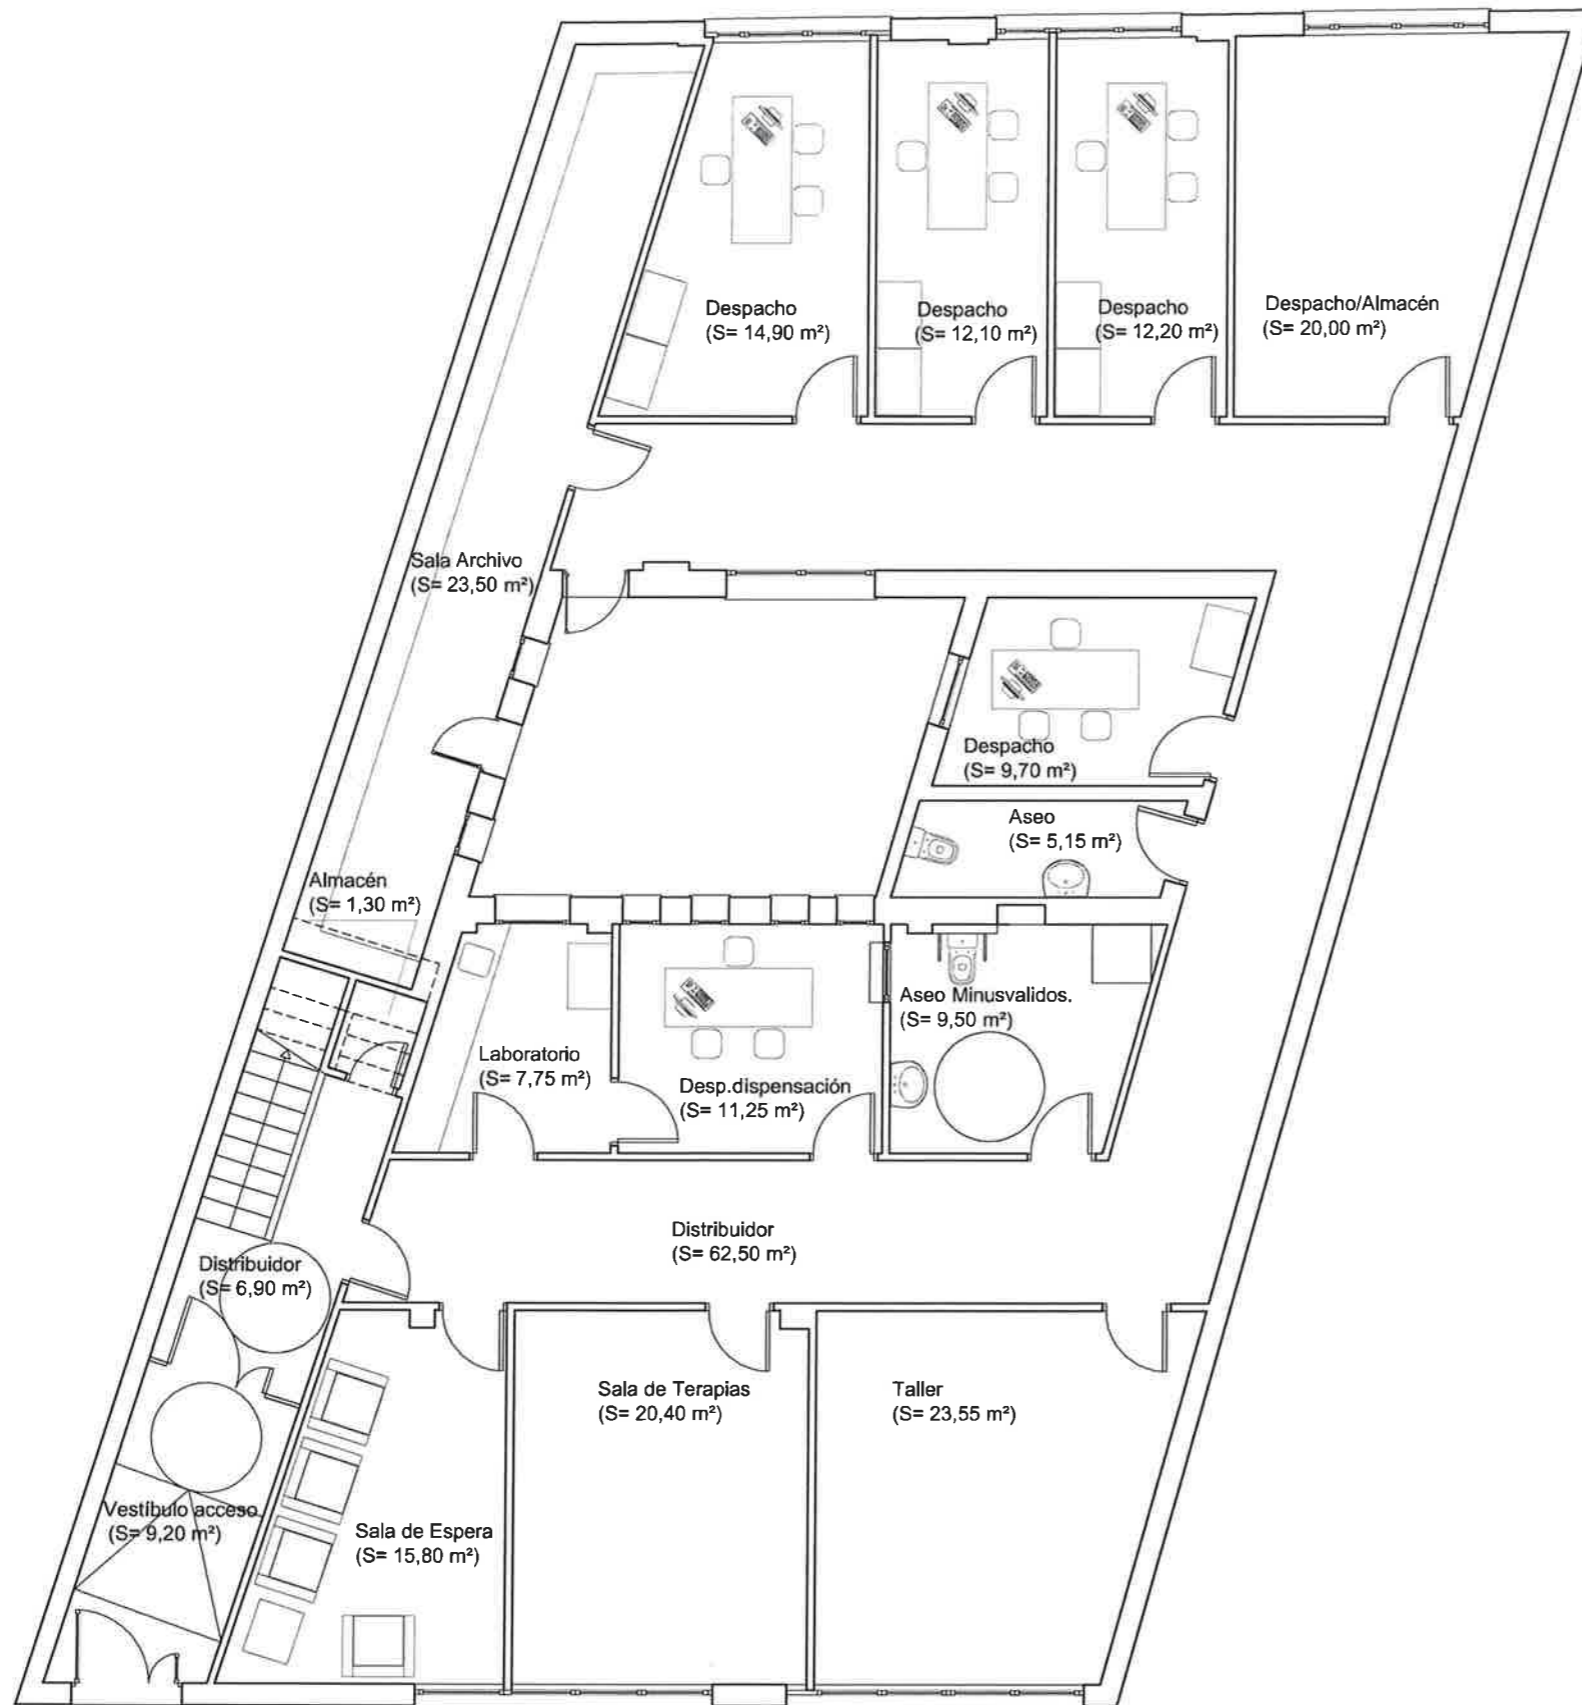 Despacho
(S= 14,90 m²)
Despacho
(S= 12,10 m²)
Despacho
(S= 12,20 m²)
Despacho/Almacén
(S= 20,00 m²)
Sala Archivo
(S= 23,50 m²)
Despacho
(S= 9,70 m²)
Aseo
(S= 5,15 m²)
Almacén
(S= 1,30 m²)
Aseo Minusvalidos.
(S= 9,50 m²)
Laboratorio
(S= 7,75 m²)
Desp.dispensación
(S= 11,25 m²)
Distribuidor
(S= 62,50 m²)
Distribuidor
(S= 6,90 m²)
Sala de Terapias
(S= 20,40 m²)
Taller
(S= 23,55 m²)
Vestíbulo acceso.
(S= 9,20 m²)
Sala de Espera
(S= 15,80 m²)